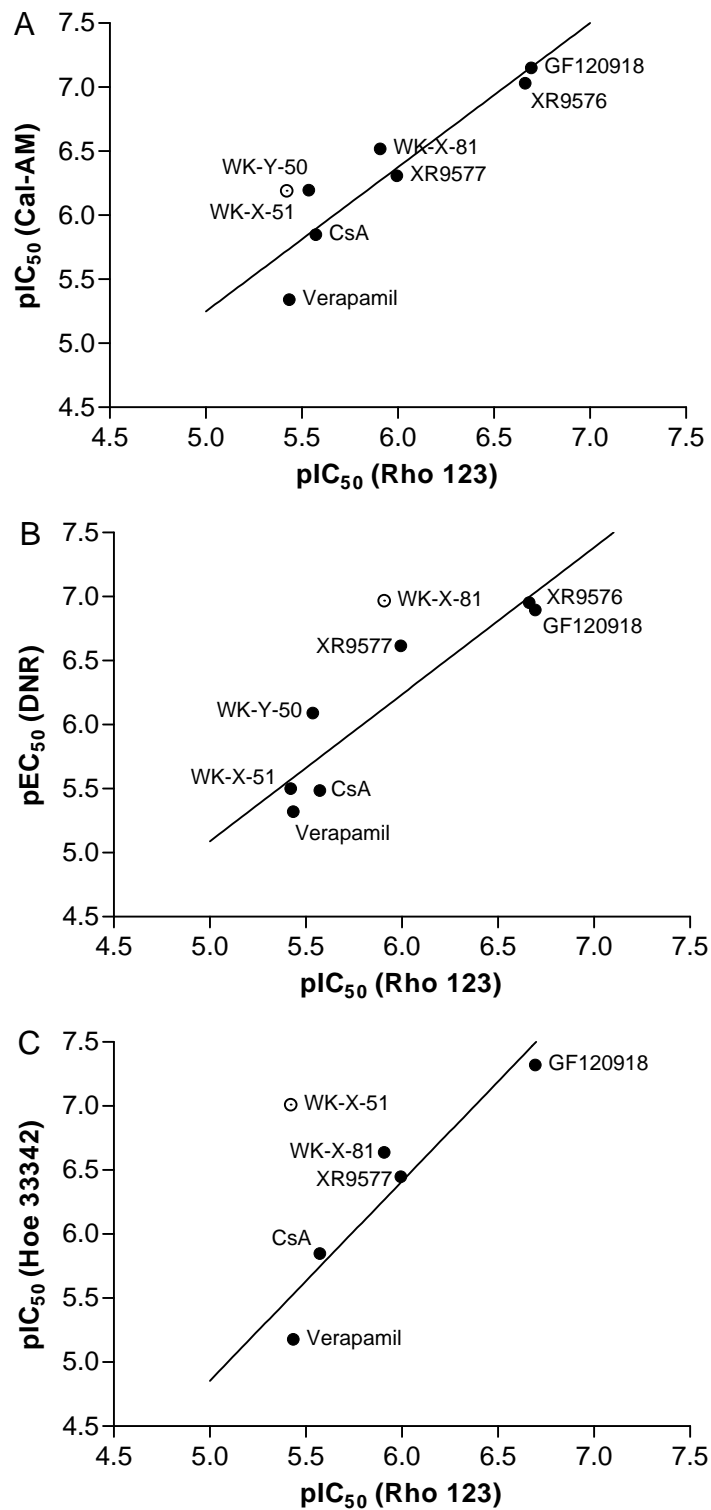 A
7.5
7.0
6.5
6.0
5.5
5.0
4.5
pIC50 (Cal-AM)
GF120918
XR9576
WK-X-81
WK-Y-50
XR9577
WK-X-51
CsA
Verapamil
4.5 5.0 5.5 6.0 6.5 7.0 7.5
pIC50 (Rho 123)
B
7.5
7.0
6.5
6.0
5.5
5.0
4.5
pEC50 (DNR)
WK-X-81
XR9576
GF120918
XR9577
WK-Y-50
WK-X-51
CsA
Verapamil
4.5 5.0 5.5 6.0 6.5 7.0 7.5
pIC50 (Rho 123)
C
7.5
7.0
6.5
6.0
5.5
5.0
4.5
pIC50 (Hoe 33342)
GF120918
WK-X-51
WK-X-81
XR9577
CsA
Verapamil
4.5 5.0 5.5 6.0 6.5 7.0 7.5
pIC50 (Rho 123)